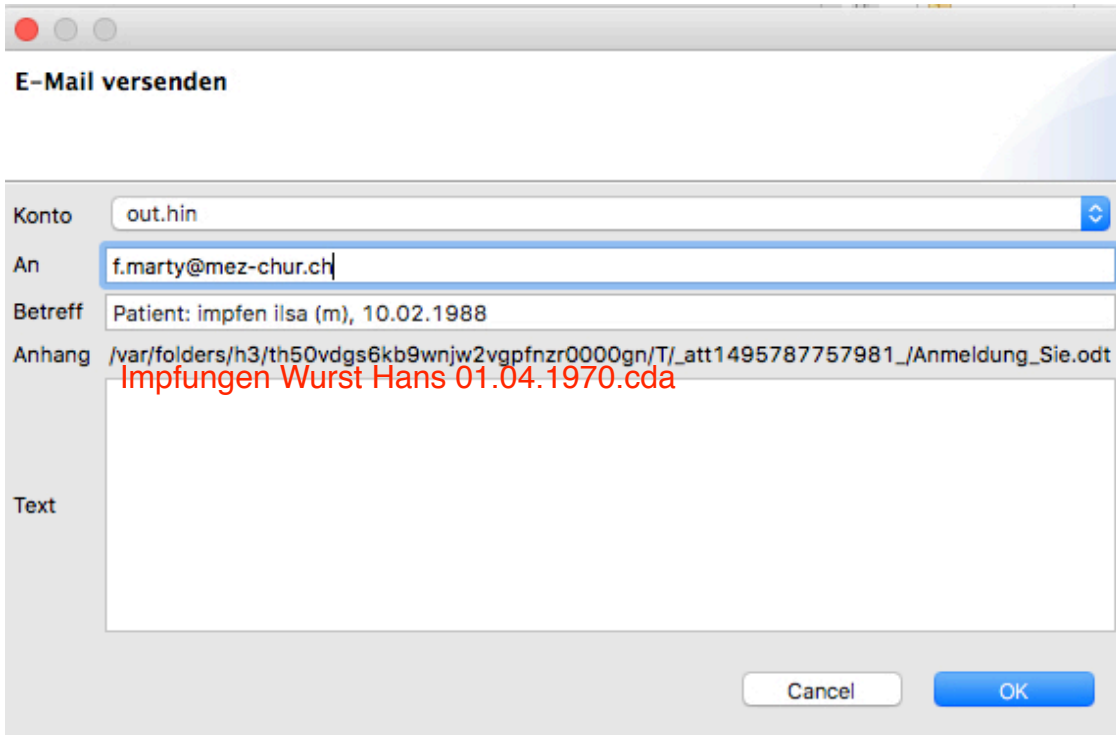 E-Mail versenden
Konto out.hin
An f.marty@mez-chur.ch
Betreff Patient: impfen ilsa (m), 10.02.1988
Anhang /var/folders/h3/th50vdgs6kb9wnjw2vgpfnzr0000gn/T/_att1495787757981_/Anmeldung_Sie.odt
Impfungen Wurst Hans 01.04.1970.cda
Text
Cancel OK